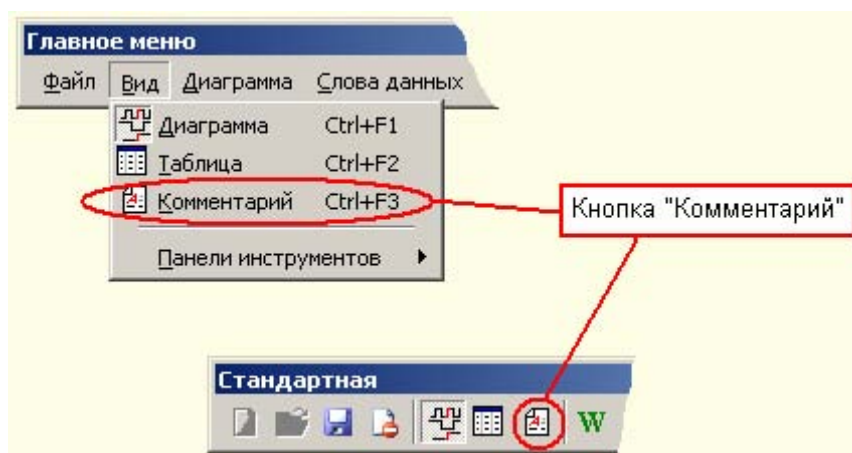 Главное меню
Файл Вид Диаграмма Слова данных
Диаграмма Ctrl+F1
Таблица Ctrl+F2
Комментарий Ctrl+F3
Кнопка "Комментарий"
Панели инструментов
Стандартная
W